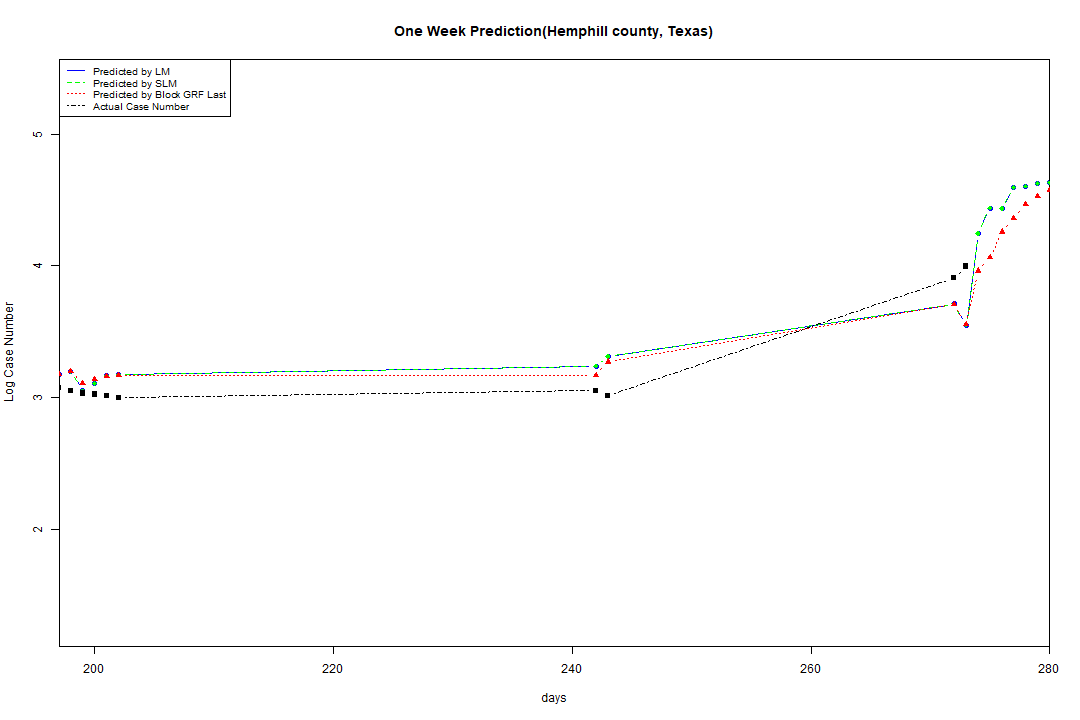 One Week Prediction(Hemphill county, Texas)
Predicted by LM
Predicted by SLM
Predicted by Block GRF Last
Actual Case Number
5
4
3
2
Log Case Number
200 220 240 260 280
days